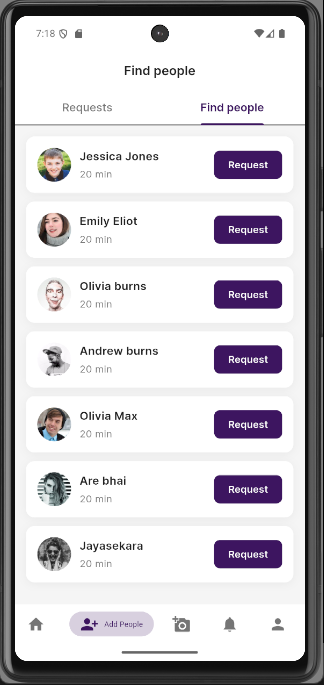 7:18
Find people
Requests
Find people
Jessica Jones
20 min
Request
Emily Eliot
20 min
Request
Olivia burns
20 min
Request
Andrew burns
20 min
Request
Olivia Max
20 min
Request
Are bhai
20 min
Request
Jayasekara
20 min
Request
Add People